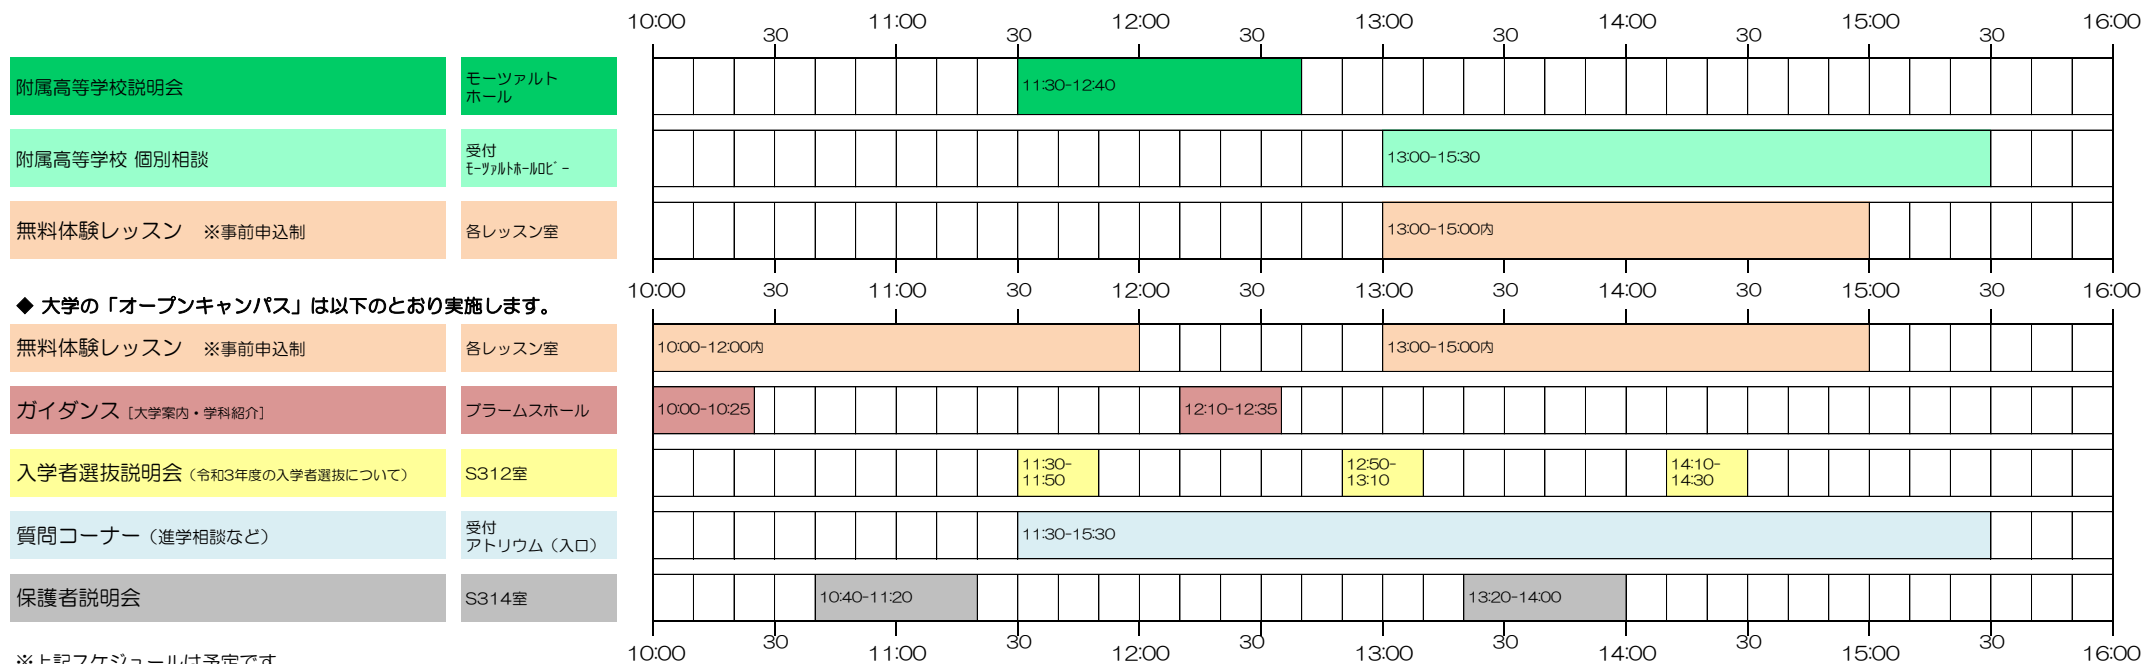 10:00 30 11:00 30 12:00 30 13:00 30 14:00 30 15:00 30 16:00
附属高等学校説明会 モーツァルト
ホール 11:30-12:40
附属高等学校 個別相談 受付
ﾓｰﾂｧﾙﾄﾎｰﾙﾛﾋﾞｰ 13:00-15:30
無料体験レッスン ※事前申込制 各レッスン室 13:00-15:00内
10:00 30 11:00 30 12:00 30 13:00 30 14:00 30 15:00 30 16:00
◆ 大学の「オープンキャンパス」は以下のとおり実施します。
無料体験レッスン ※事前申込制 各レッスン室 10:00-12:00内 13:00-15:00内
ガイダンス [大学案内・学科紹介] ブラームスホール 10:00-10:25 12:10-12:35
入学者選抜説明会（令和3年度の入学者選抜について） S312室 11:30-
11:50 12:50-
13:10 14:10-
14:30
質問コーナー（進学相談など） 受付
アトリウム（入口） 11:30-15:30
保護者説明会 S314室 10:40-11:20 13:20-14:00
10:00 30 11:00 30 12:00 30 13:00 30 14:00 30 15:00 30 16:00
※上記スケジュールは予定です